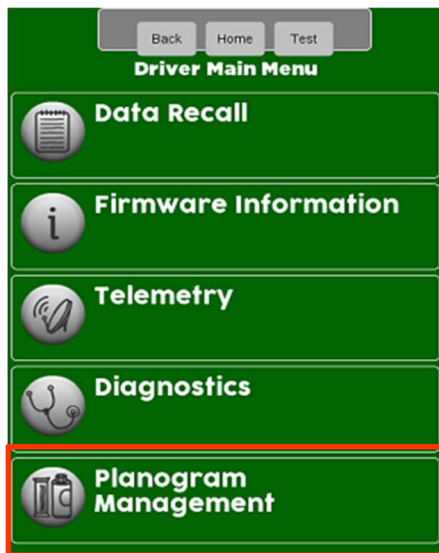 Back Home Test
Driver Main Menu
Data Recall
i Firmware Information
Telemetry
Diagnostics
Planogram
Management